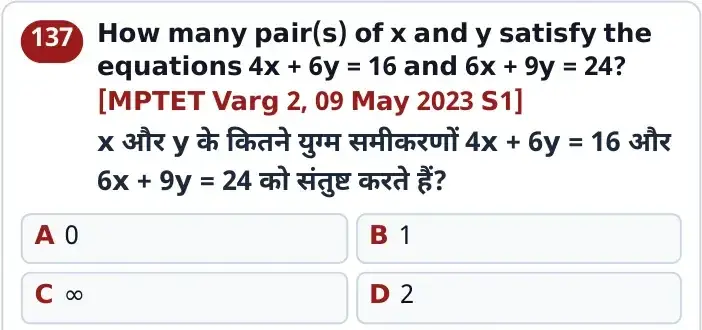 137 How many pair(s) of x and y satisfy the
equations 4x + 6y = 16 and 6x + 9y = 24?
[MPTET Varg 2, 09 May 2023 S1]
x और y के कितने युग्म समीकरणों 4x + 6y = 16 और
6x + 9y = 24 को संतुष्ट करते हैं?
A 0
B 1
C ∞
D 2